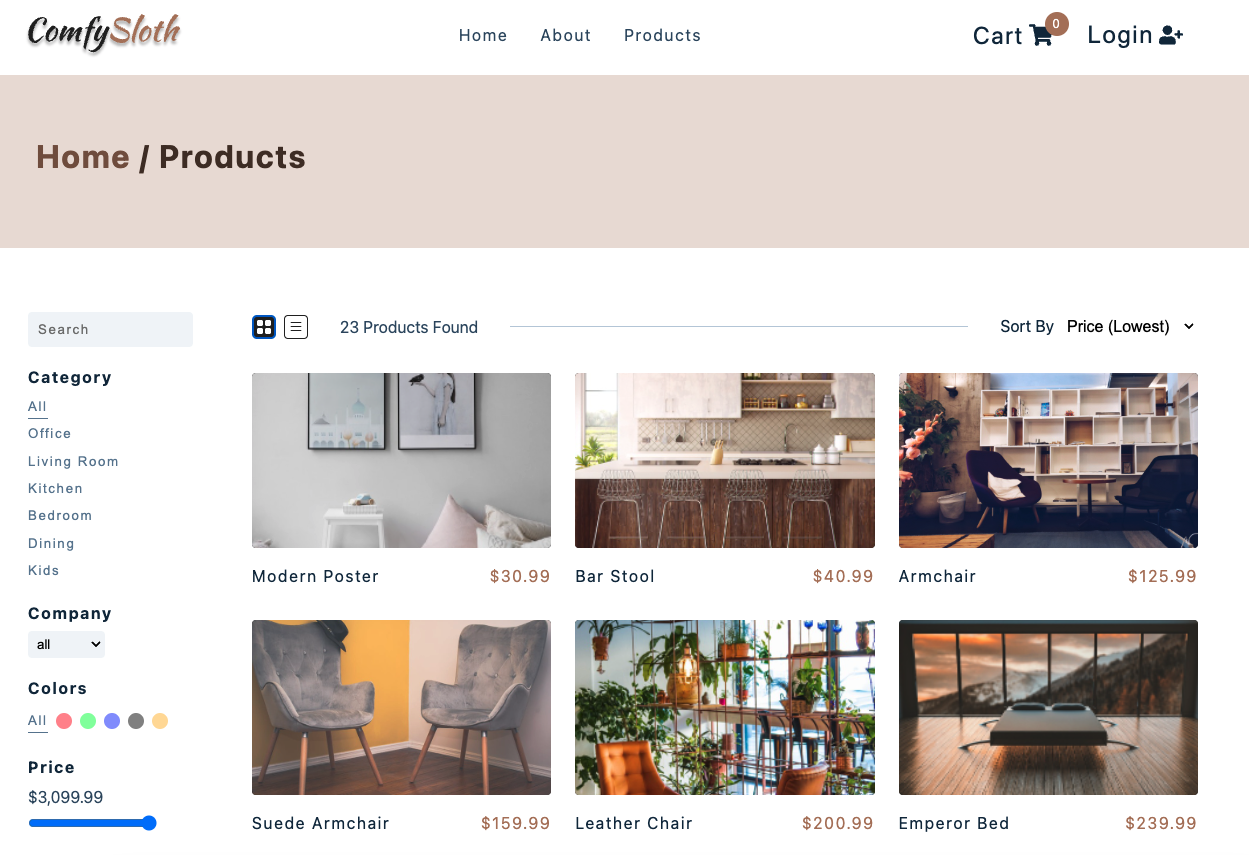 ComfySloth
Home About Products
Cart 0 Login
Home / Products
Search
23 Products Found
Sort By Price (Lowest)
Category
All
Office
Living Room
Kitchen
Bedroom
Dining
Kids
Company
all
Colors
All
Price
$3,099.99
Modern Poster $30.99
Bar Stool $40.99
Armchair $125.99
Suede Armchair $159.99
Leather Chair $200.99
Emperor Bed $239.99